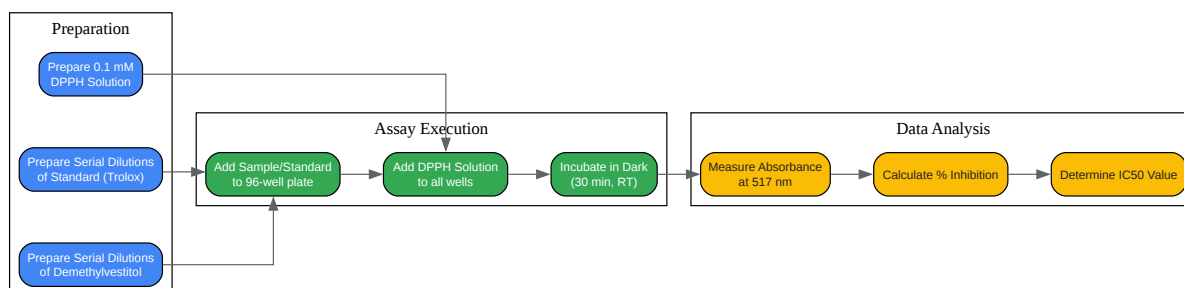 Preparation
Prepare 0.1 mM
DPPH Solution
Prepare Serial Dilutions
of Standard (Trolox)
Prepare Serial Dilutions
of Demethylvestitol
Assay Execution
Add Sample/Standard
to 96-well plate
Add DPPH Solution
to all wells
Incubate in Dark
(30 min, RT)
Data Analysis
Measure Absorbance
at 517 nm
Calculate % Inhibition
Determine IC50 Value